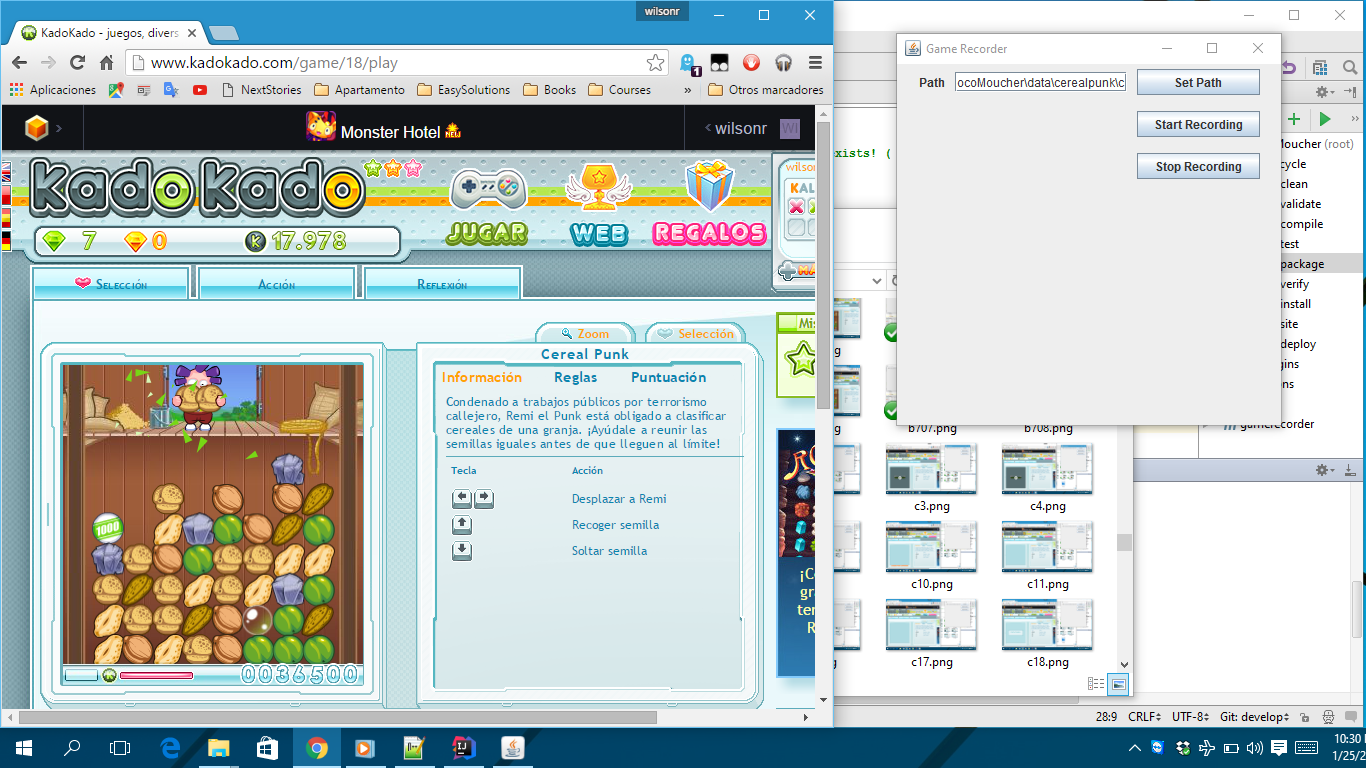 wilsonr
KadoKado - juegos, divers
www.kadokado.com/game/18/play
1
Aplicaciones
NextStories
Apartamento
EasySolutions
Books
Courses
»
Otros marcadores
Monster Hotel NEW
wilsonr
WI
KadoKado
JUGAR
WEB
REGALOS
7
0
K 17.978
Selección
Acción
Reflexión
Zoom
Selección
Cereal Punk
Información
Reglas
Puntuación
Condenado a trabajos públicos por terrorismo
callejero, Remi el Punk está obligado a clasificar
cereales de una granja. ¡Ayúdale a reunir las
semillas iguales antes de que lleguen al límite!
Tecla
Acción
Desplazar a Remi
Recoger semilla
Soltar semilla
1000
0036500
Game Recorder
Path
ocoMoucher\data\cerealpunk\c
Set Path
Start Recording
Stop Recording
xists! (
Moucher (root)
cycle
clean
validate
compile
test
package
verify
install
site
deploy
gins
ns
gamerecorder
b707.png
b708.png
c3.png
c4.png
c10.png
c11.png
c17.png
c18.png
28:9
CRLF
UTF-8
Git: develop
10:30
1/25/2